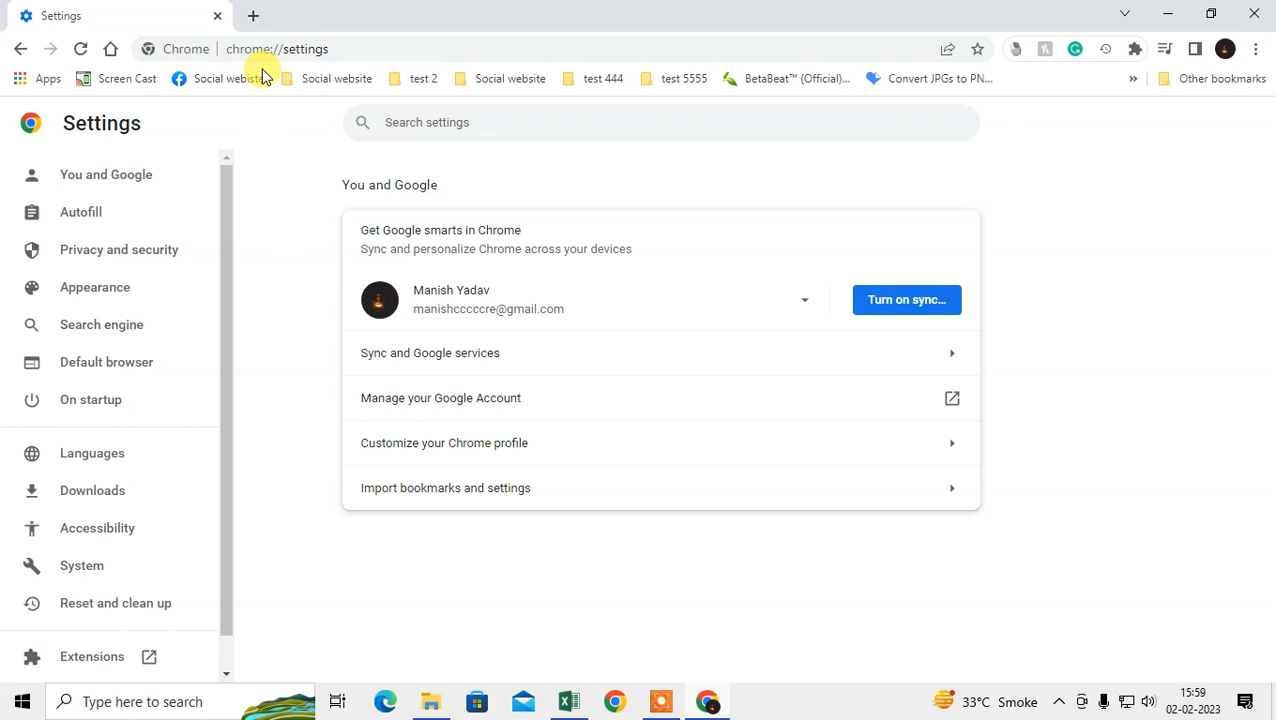 Settings
Chrome
chrome://settings
Apps
Screen Cast
Social webiste
Social website
test 2
Social website
test 444
test 5555
BetaBeat™ (Official)...
Convert JPGs to PN...
»
Other bookmarks
Settings
Search settings
You and Google
Autofill
Privacy and security
Appearance
Search engine
Default browser
On startup
Languages
Downloads
Accessibility
System
Reset and clean up
Extensions
You and Google
Get Google smarts in Chrome
Sync and personalize Chrome across your devices
Manish Yadav
manishcccccre@gmail.com
Turn on sync...
Sync and Google services
Manage your Google Account
Customize your Chrome profile
Import bookmarks and settings
Type here to search
33°C Smoke
15:59
02-02-2023